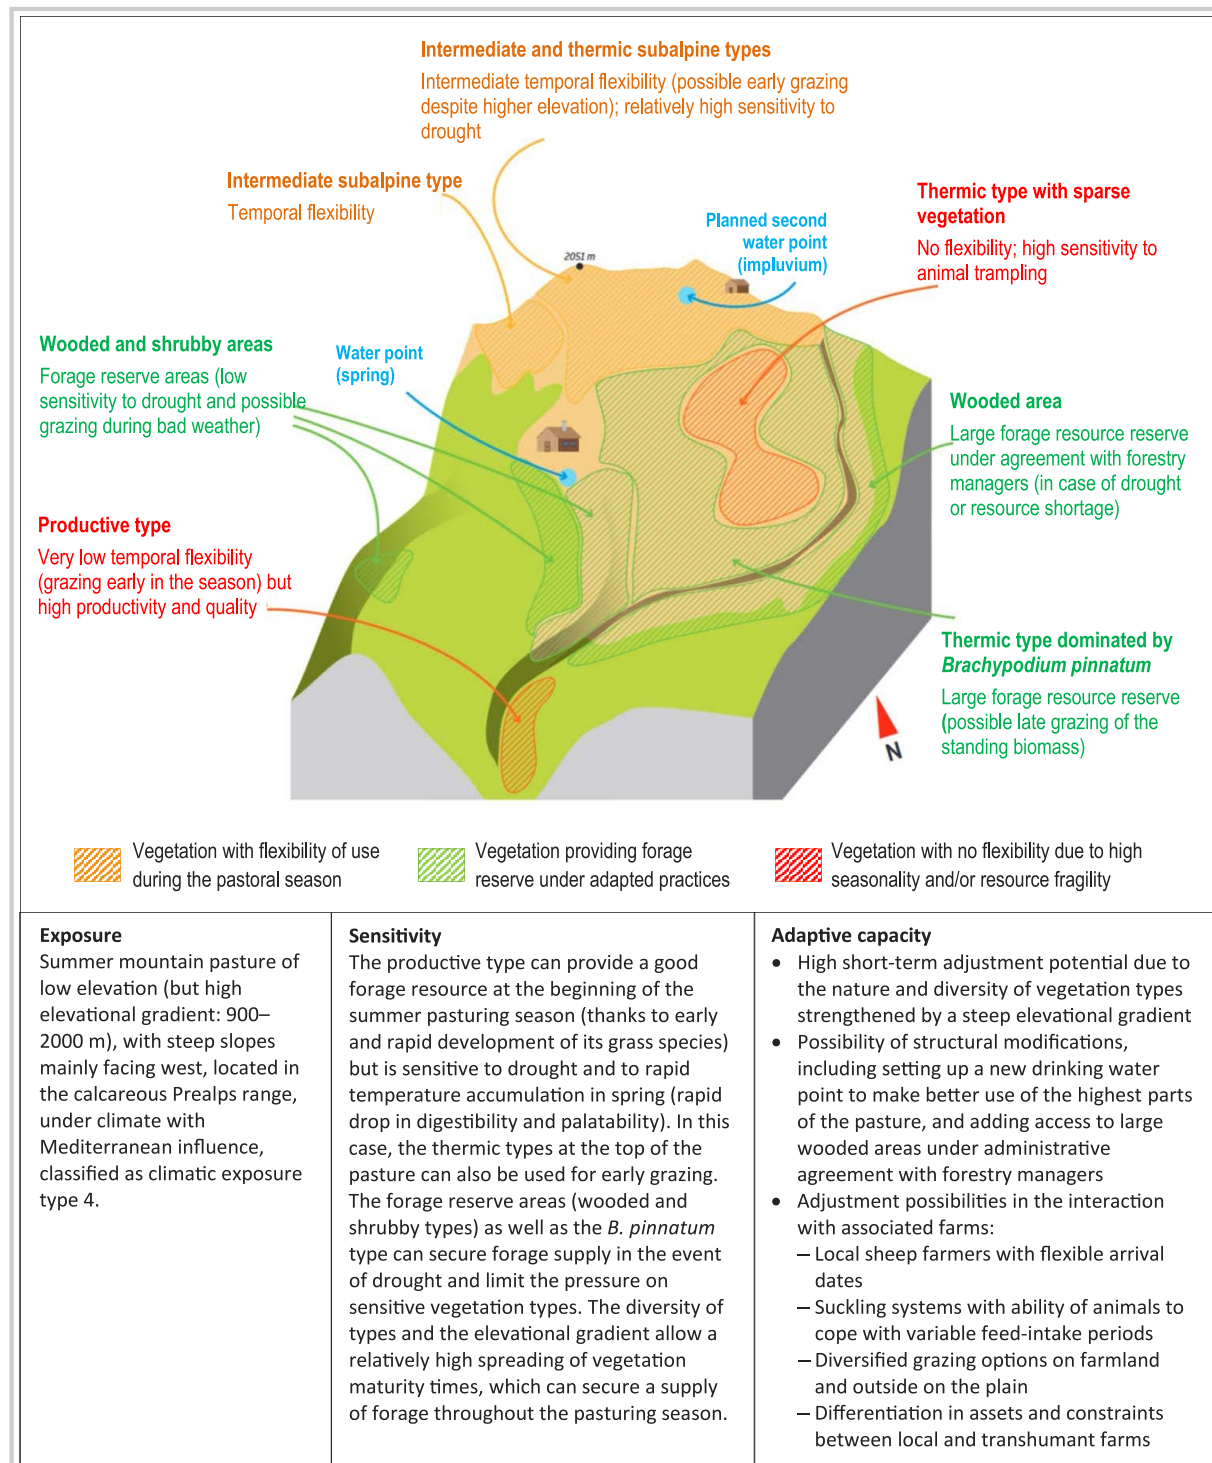 Intermediate and thermic subalpine types
Intermediate temporal flexibility (possible early grazing
despite higher elevation); relatively high sensitivity to
drought
Intermediate subalpine type
Temporal flexibility
Thermic type with sparse
vegetation
No flexibility; high sensitivity to
animal trampling
Planned second
water point
(impluvium)
2051 m
Wooded and shrubby areas
Forage reserve areas (low
sensitivity to drought and possible
grazing during bad weather)
Water point
(spring)
Wooded area
Large forage resource reserve
under agreement with forestry
managers (in case of drought
or resource shortage)
Productive type
Very low temporal flexibility
(grazing early in the season) but
high productivity and quality
Thermic type dominated by
Brachypodium pinnatum
Large forage resource reserve
(possible late grazing of the
standing biomass)
N
Vegetation with flexibility of use
during the pastoral season
Vegetation providing forage
reserve under adapted practices
Vegetation with no flexibility due to high
seasonality and/or resource fragility
Exposure
Summer mountain pasture of
low elevation (but high
elevational gradient: 900–
2000 m), with steep slopes
mainly facing west, located in
the calcareous Prealps range,
under climate with
Mediterranean influence,
classified as climatic exposure
type 4.
Sensitivity
The productive type can provide a good
forage resource at the beginning of the
summer pasturing season (thanks to early
and rapid development of its grass species)
but is sensitive to drought and to rapid
temperature accumulation in spring (rapid
drop in digestibility and palatability). In this
case, the thermic types at the top of the
pasture can also be used for early grazing.
The forage reserve areas (wooded and
shrubby types) as well as the B. pinnatum
type can secure forage supply in the event
of drought and limit the pressure on
sensitive vegetation types. The diversity of
types and the elevational gradient allow a
relatively high spreading of vegetation
maturity times, which can secure a supply
of forage throughout the pasturing season.
Adaptive capacity
• High short-term adjustment potential due to
the nature and diversity of vegetation types
strengthened by a steep elevational gradient
• Possibility of structural modifications,
including setting up a new drinking water
point to make better use of the highest parts
of the pasture, and adding access to large
wooded areas under administrative
agreement with forestry managers
• Adjustment possibilities in the interaction
with associated farms:
– Local sheep farmers with flexible arrival
dates
– Suckling systems with ability of animals to
cope with variable feed-intake periods
– Diversified grazing options on farmland
and outside on the plain
– Differentiation in assets and constraints
between local and transhumant farms